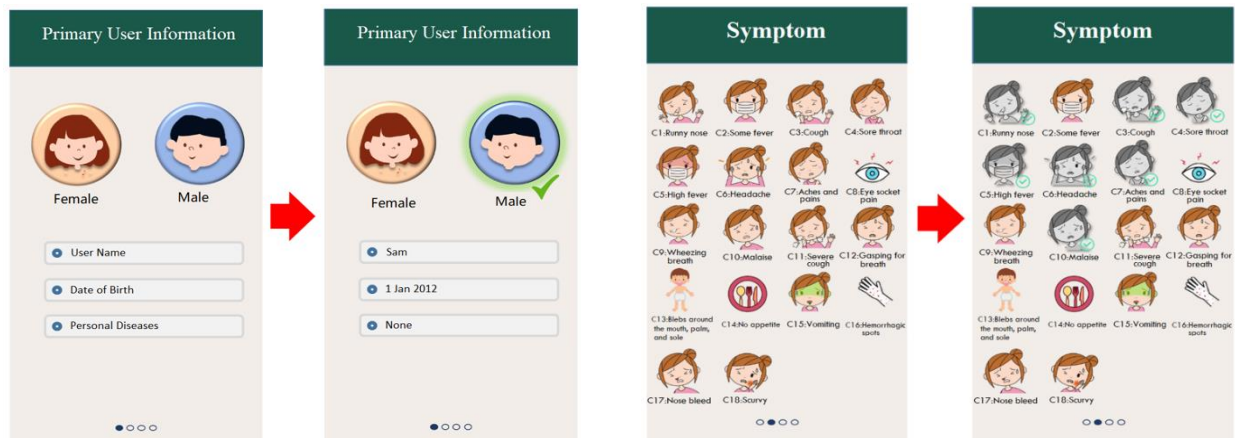 Primary User Information
Female
Male
User Name
Date of Birth
Personal Diseases
Primary User Information
Female
Male
Sam
1 Jan 2012
None
Symptom
C1:Runny nose
C2:Some fever
C3:Cough
C4:Sore throat
C5:High fever
C6:Headache
C7:Aches and
pains
C8:Eye socket
pain
C9:Wheezing
breath
C10:Malaise
C11:Severe
cough
C12:Gasping for
breath
C13:Blebs around
the mouth, palm,
and sole
C14:No appetite
C15:Vomiting
C16:Hemorrhagic
spots
C17:Nose bleed
C18:Scurvy
Symptom
C1:Runny nose
C2:Some fever
C3:Cough
C4:Sore throat
C5:High fever
C6:Headache
C7:Aches and
pains
C8:Eye socket
pain
C9:Wheezing
breath
C10:Malaise
C11:Severe
cough
C12:Gasping for
breath
C13:Blebs around
the mouth, palm,
and sole
C14:No appetite
C15:Vomiting
C16:Hemorrhagic
spots
C17:Nose bleed
C18:Scurvy